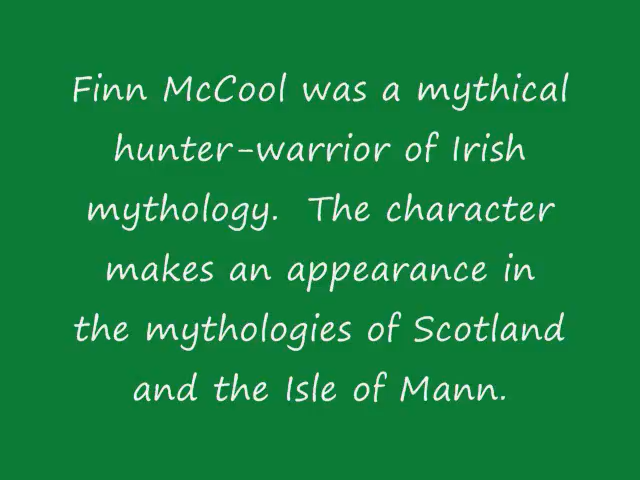 Finn McCool was a mythical
hunter-warrior of Irish
mythology.  The character
makes an appearance in
the mythologies of Scotland
and the Isle of Mann.